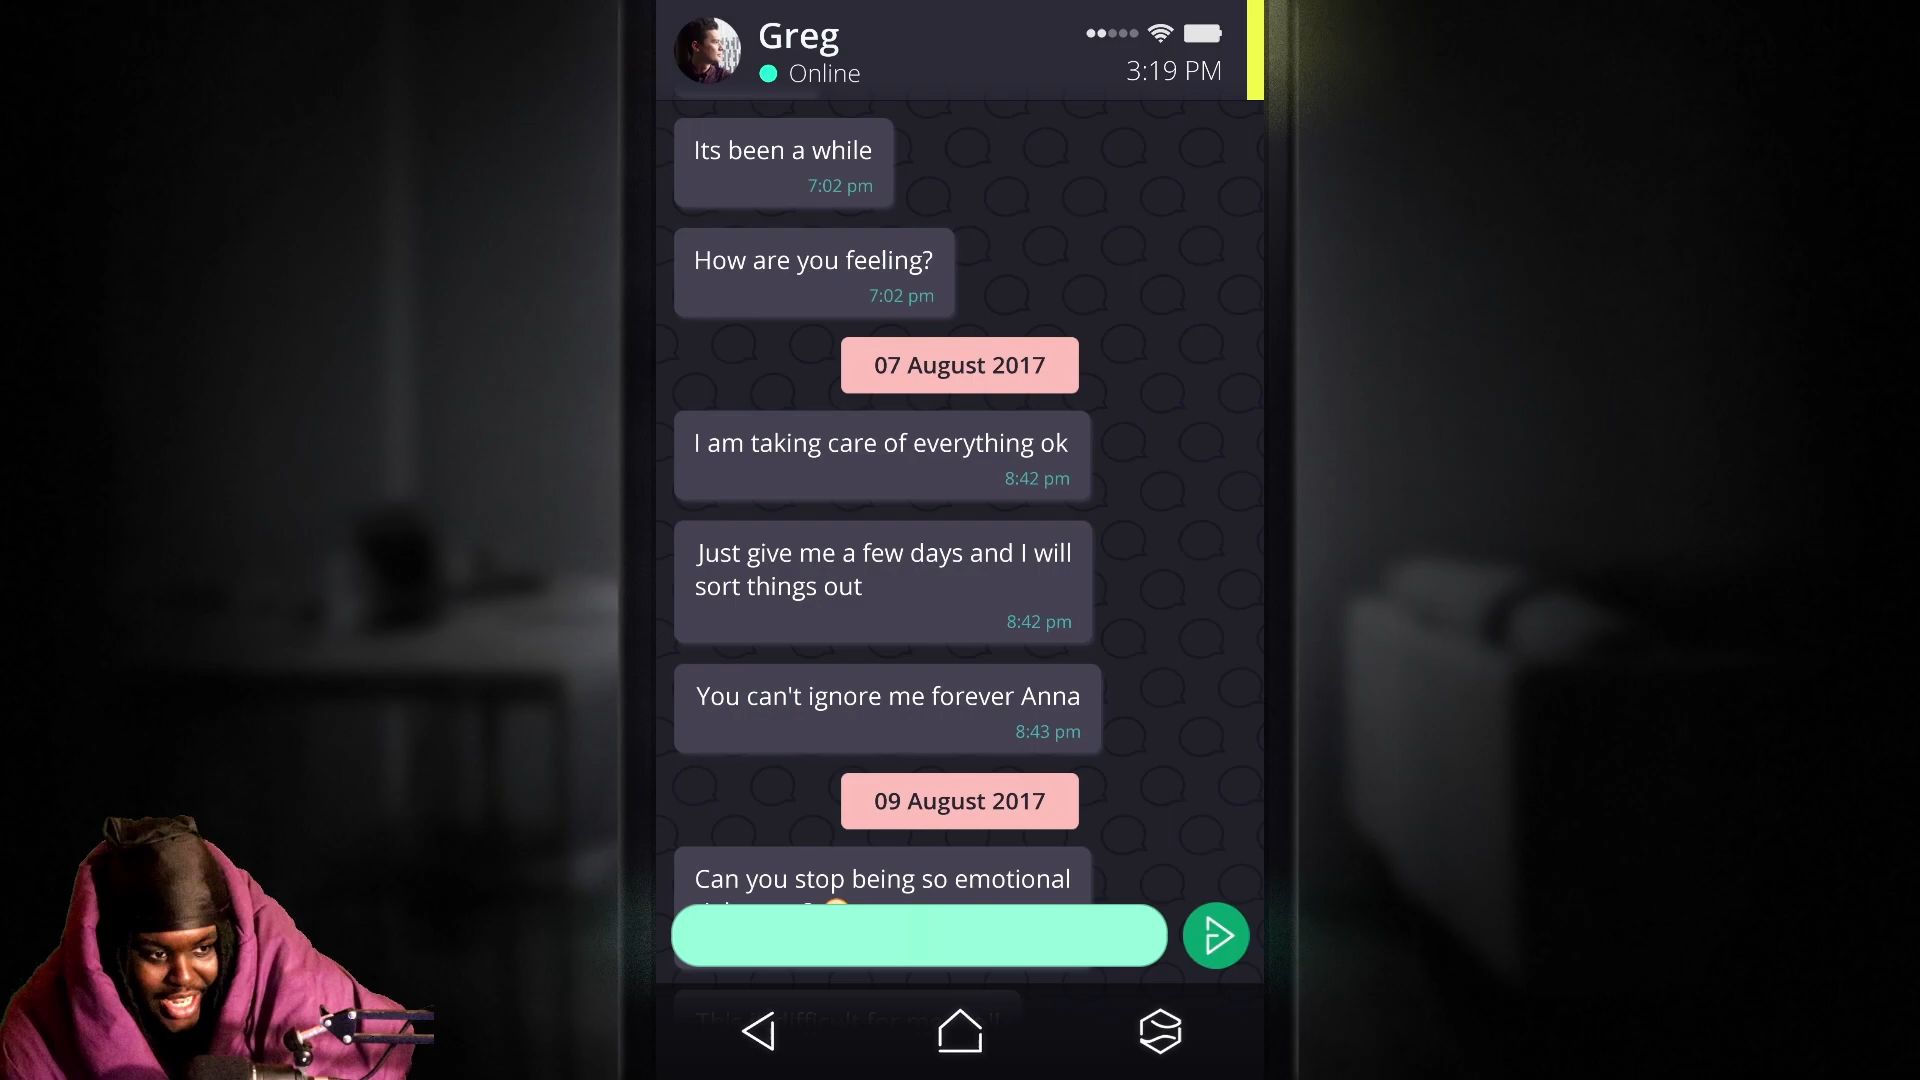 Greg
Online
3:19 PM
Its been a while
7:02 pm
How are you feeling?
7:02 pm
07 August 2017
I am taking care of everything ok
8:42 pm
Just give me a few days and I will
sort things out
8:42 pm
You can't ignore me forever Anna
8:43 pm
09 August 2017
Can you stop being so emotional